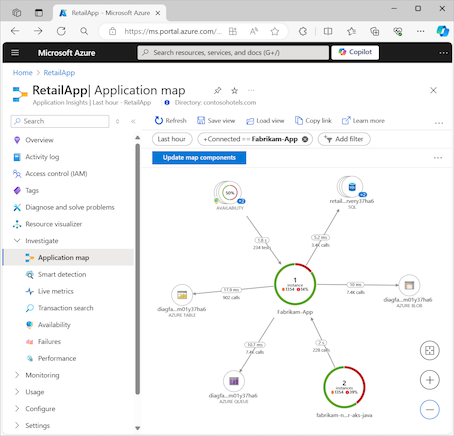 RetailApp - Microsoft Azure
https://ms.portal.azure.com/
Microsoft Azure
Search resources, services, and docs (G+/)
Copilot
Home > RetailApp
RetailApp| Application map
Application Insights | Last hour - RetailApp
Directory: contosohotels.com
Search
Overview
Activity log
Access control (IAM)
Tags
Diagnose and solve problems
Resource visualizer
Investigate
Application map
Smart detection
Live metrics
Transaction search
Availability
Failures
Performance
Monitoring
Usage
Configure
Settings
Refresh
Save view
Load view
Copy link
Learn more
Last hour
+Connected == Fabrikam-App
Add filter
Update map components
50%
+2
AVAILABILITY
+2
retail...rvery37ha6
SQL
1.8 s
234 tests
5.2 ms
3.4k calls
17.8 ms
902 calls
diagfa...m01y37ha6
AZURE TABLE
1
instance
1354
14%
Fabrikam-App
10 ms
7.4k calls
diagfa...m01y37ha6
AZURE BLOB
10.7 ms
7.4k calls
diagfa...m01y37ha6
AZURE QUEUE
228 calls
2
instances
1354
39%
fabrikam-n...r-aks-java